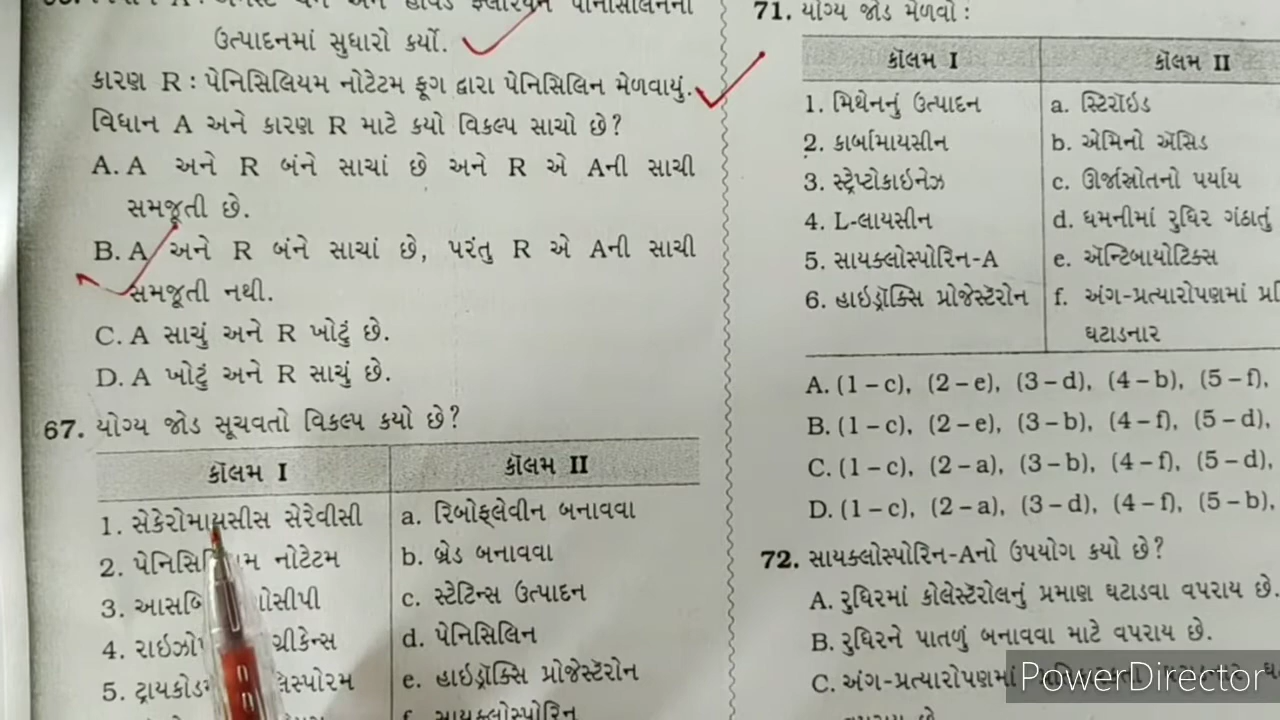 ઉત્પાદનમાં સુધારો કર્યો.
કારણ R : પેનિસિલિયમ નોટેટમ ફૂગ દ્વારા પેનિસિલિન મેળવાયું.
વિધાન A અને કારણ R માટે કયો વિકલ્પ સાચો છે?
A. A અને R બંને સાચાં છે અને R એ Aની સાચી
સમજૂતી છે.
B. A અને R બંને સાચાં છે, પરંતુ R એ Aની સાચી
સમજૂતી નથી.
C. A સાચું અને R ખોટું છે.
D. A ખોટું અને R સાચું છે.
67. યોગ્ય જોડ સૂચવતો વિકલ્પ કયો છે?
કૉલમ I કૉલમ II
1. સેકેરોમાયસીસ સેરેવીસી a. રિબોફ્લેવીન બનાવવા
2. નોટેટમ b. બ્રેડ બનાવવા
3. c. સ્ટેટિન્સ ઉત્પાદન
4. d. પેનિસિલિન
5. e. હાઇડ્રૉક્સિ પ્રોજેસ્ટૅરોન
f. સાયક્લોસ્પોરિન
71. યોગ્ય જોડ મેળવો :
કૉલમ I કૉલમ II
1. મિથેનનું ઉત્પાદન a. સ્ટિરૉઇડ
2. કાર્બામાયસીન b. એમિનો ઍસિડ
3. સ્ટ્રેપ્ટોકાઇનેઝ c. ઊર્જાસ્રોતનો પર્યાય
4. L-લાયસીન d. ધમનીમાં રુધિર ગંઠાતું
5. સાયક્લોસ્પોરિન-A e. ઍન્ટિબાયોટિક્સ
6. હાઇડ્રૉક્સિ પ્રોજેસ્ટૅરોન f. અંગ-પ્રત્યારોપણમાં
ઘટાડનાર
A. (1 – c), (2 – e), (3 – d), (4 – b), (5 – f),
B. (1 – c), (2 – e), (3 – b), (4 – f), (5 – d),
C. (1 – c), (2 – a), (3 – b), (4 – f), (5 – d),
D. (1 – c), (2 – a), (3 – d), (4 – f), (5 – b),
72. સાયક્લોસ્પોરિન-Aનો ઉપયોગ કયો છે?
A. રુધિરમાં કોલેસ્ટૅરોલનું પ્રમાણ ઘટાડવા વપરાય છે.
B. રુધિરને પાતળું બનાવવા માટે વપરાય છે.
C. અંગ-પ્રત્યારોપણમાં
PowerDirector